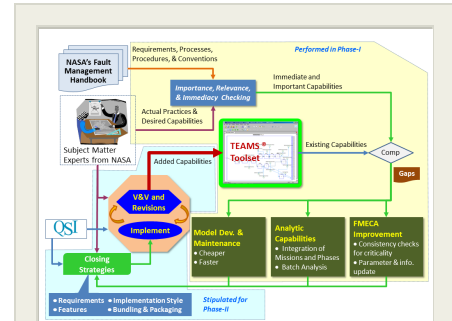 NASA's Fault
Management
Handbook
Requirements, Processes,
Procedures, & Conventions
Performed in Phase-I
Importance, Relevance,
& Immediacy Checking
Immediate and
Important Capabilities
Actual Practices &
Desired Capabilities
Subject Matter
Experts from NASA
TEAMS®
Toolset
Existing Capabilities
Comp
Added Capabilities
Gaps
V&V and
Revisions
Implement
QSI
Closing
Strategies
Model Dev. &
Maintenance
• Cheaper
• Faster
Analytic
Capabilities
• Integration of
Missions and Phases
• Batch Analysis
FMECA
Improvement
• Consistency checks
for criticality
• Parameter & info.
update
• Requirements • Implementation Style
• Features • Bundling & Packaging
Stipulated for
Phase-II